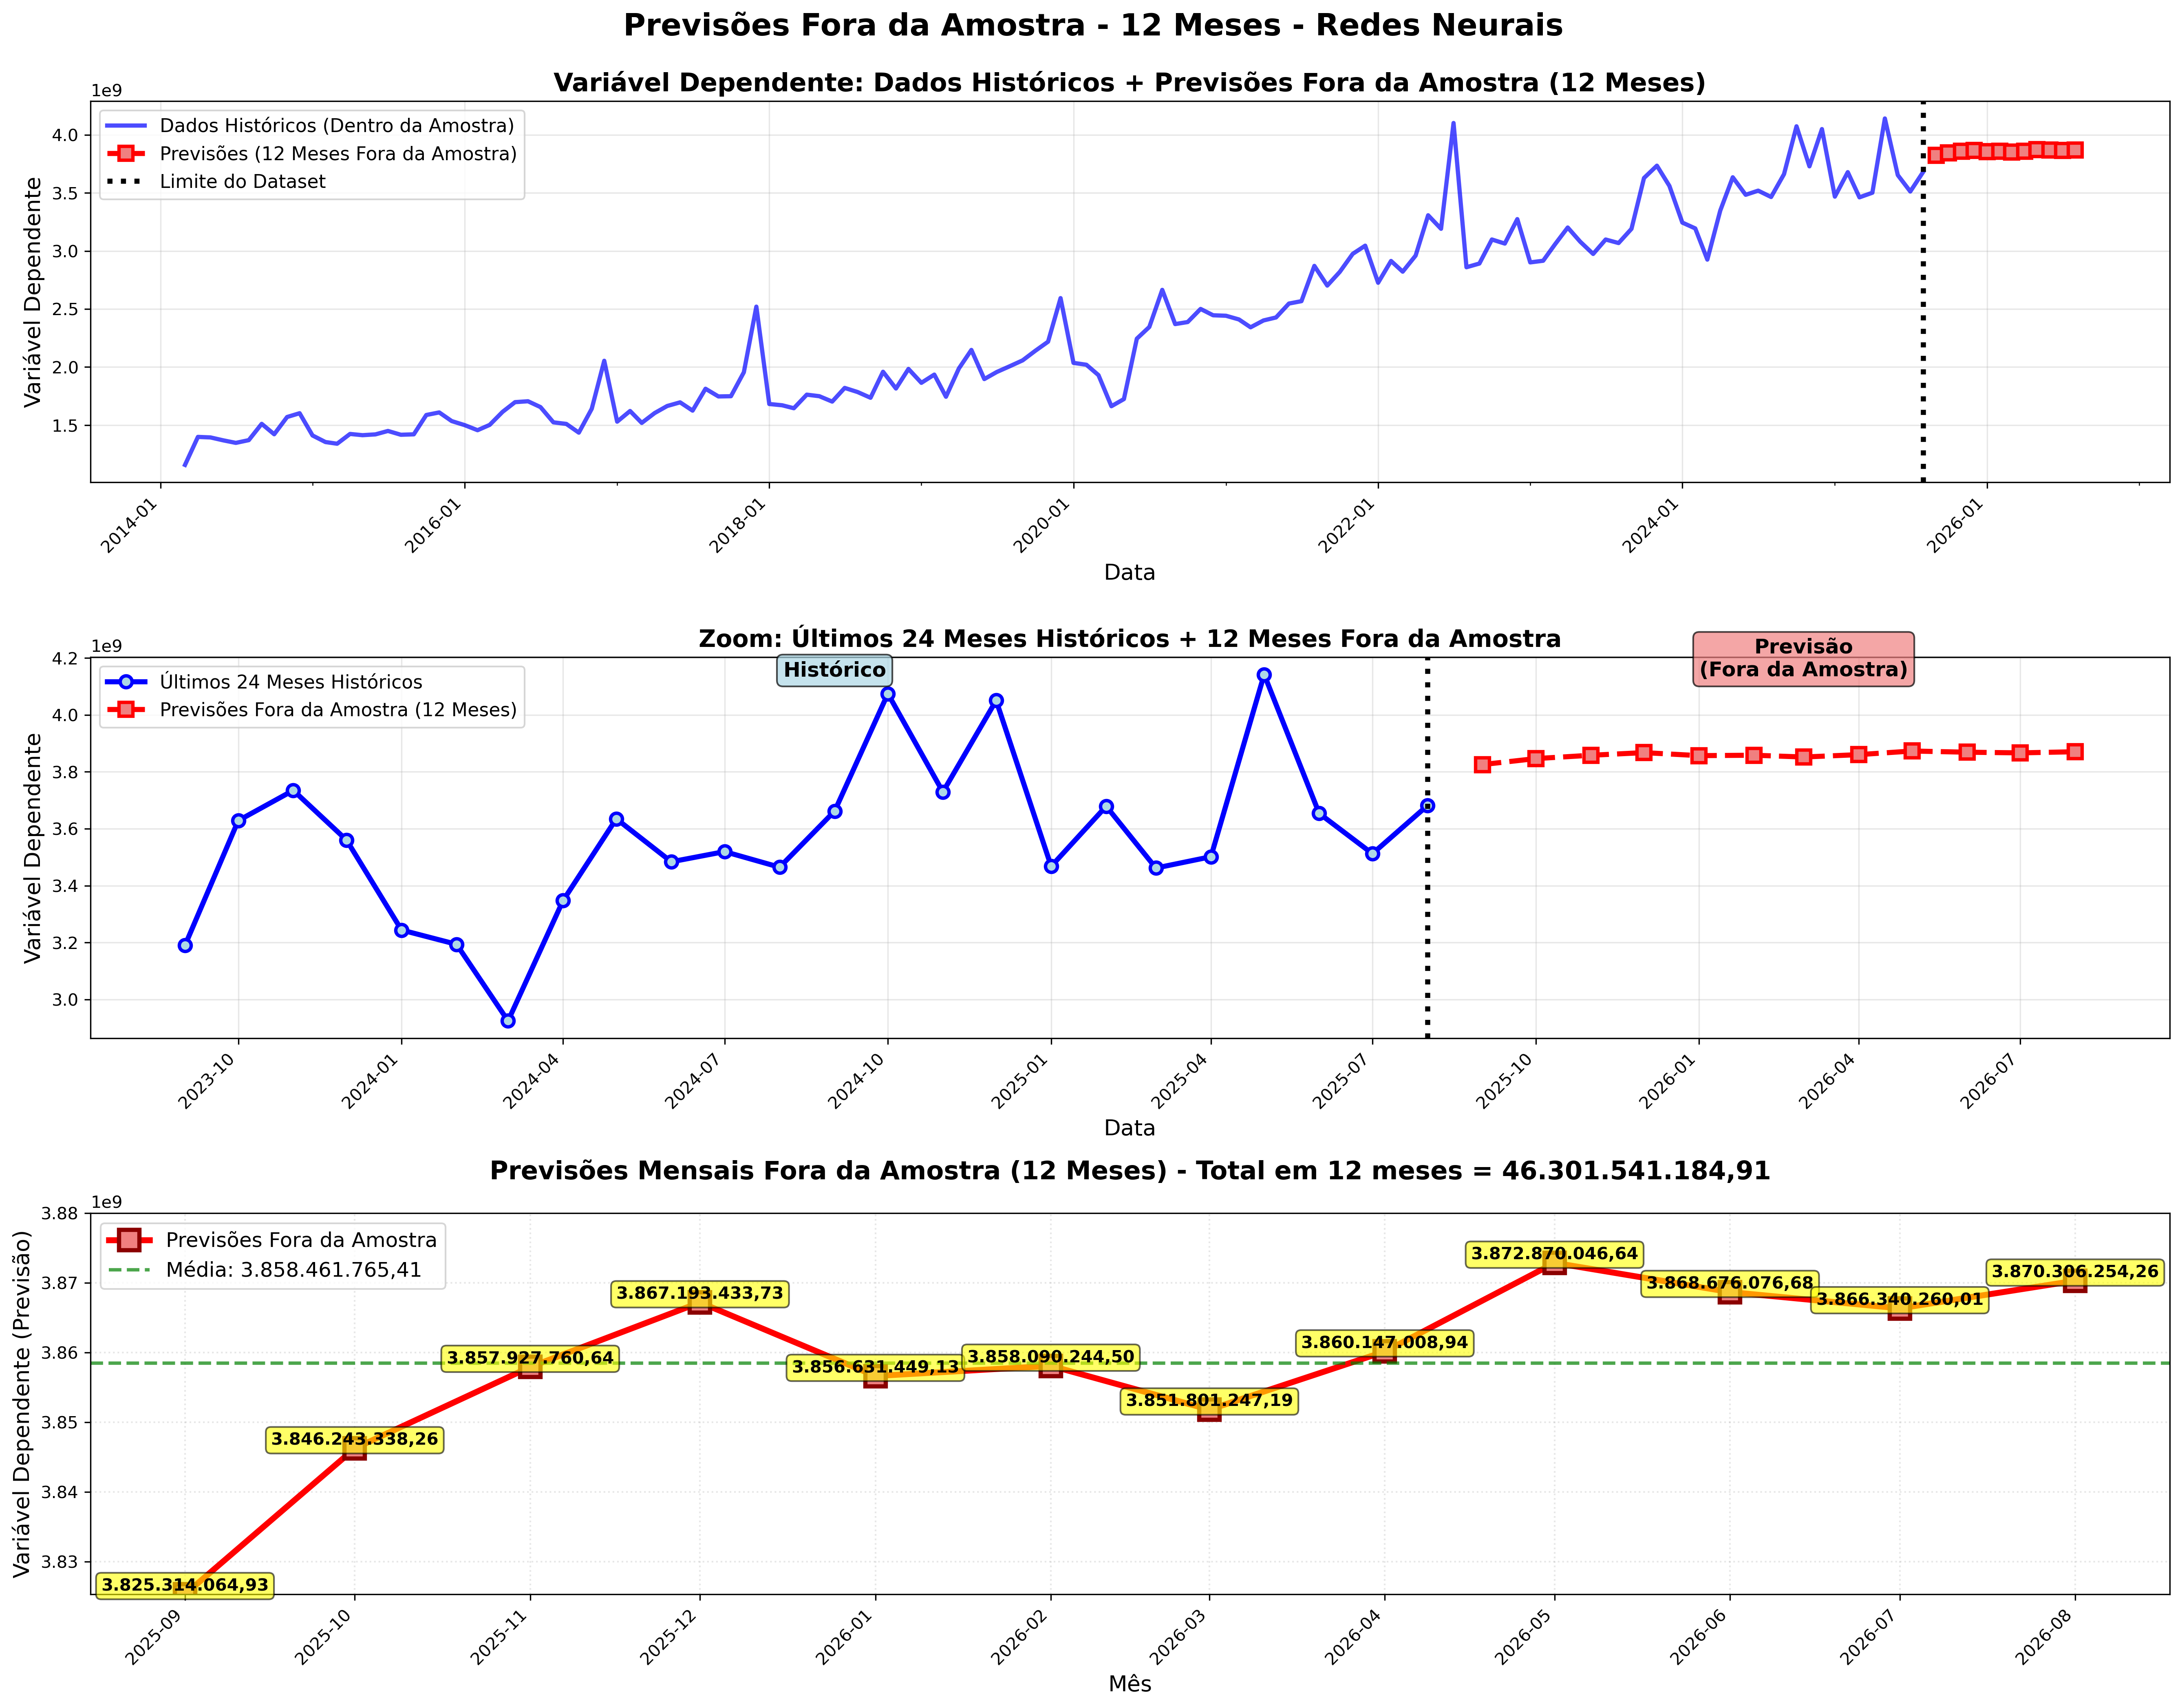 Previsões Fora da Amostra - 12 Meses - Redes Neurais
Variável Dependente: Dados Históricos + Previsões Fora da Amostra (12 Meses)
1e9
Dados Históricos (Dentro da Amostra)
Previsões (12 Meses Fora da Amostra)
Limite do Dataset
Variável Dependente
4.0
3.5
3.0
2.5
2.0
1.5
2014-01
2016-01
2018-01
2020-01
2022-01
2024-01
2026-01
Data
Zoom: Últimos 24 Meses Históricos + 12 Meses Fora da Amostra
1e9
Últimos 24 Meses Históricos
Previsões Fora da Amostra (12 Meses)
Histórico
Previsão
(Fora da Amostra)
Variável Dependente
4.2
4.0
3.8
3.6
3.4
3.2
3.0
2023-10
2024-01
2024-04
2024-07
2024-10
2025-01
2025-04
2025-07
2025-10
2026-01
2026-04
2026-07
Data
Previsões Mensais Fora da Amostra (12 Meses) - Total em 12 meses = 46.301.541.184,91
1e9
Previsões Fora da Amostra
Média: 3.858.461.765,41
Variável Dependente (Previsão)
3.88
3.87
3.86
3.85
3.84
3.83
3.825.314.064,93
3.846.243.338,26
3.857.927.760,64
3.867.193.433,73
3.856.631.449,13
3.858.090.244,50
3.851.801.247,19
3.860.147.008,94
3.872.870.046,64
3.868.676.076,68
3.866.340.260,01
3.870.306.254,26
2025-09
2025-10
2025-11
2025-12
2026-01
2026-02
2026-03
2026-04
2026-05
2026-06
2026-07
2026-08
Mês